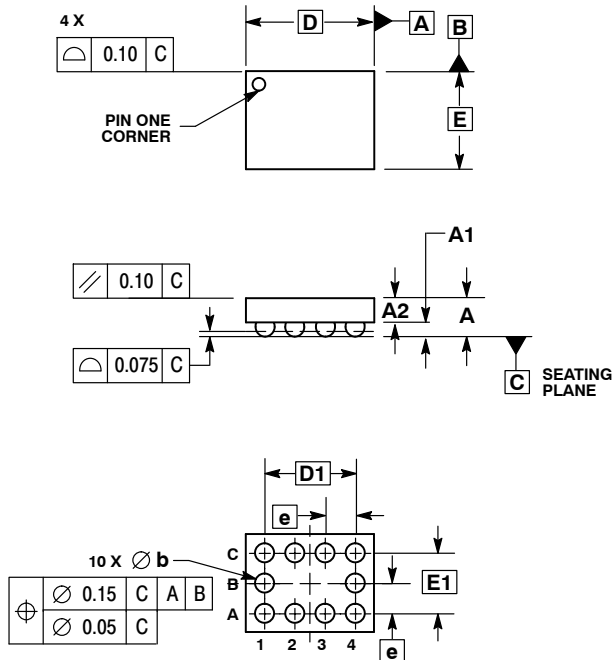 4 X
D
A
B
⌓ 0.10 C
PIN ONE
CORNER
E
A1
// 0.10 C
A2
A
⌓ 0.075 C
C
SEATING
PLANE
D1
e
10 X ∅ b
C
B
A
E1
⌖ ∅ 0.15 C A B
∅ 0.05 C
1 2 3 4
e